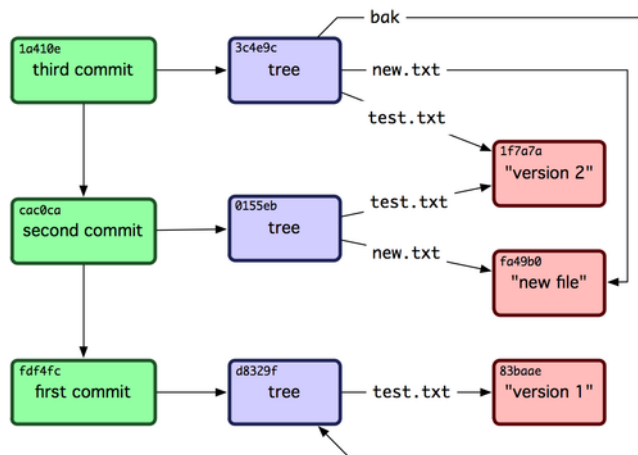 bak
1a410e
third commit
3c4e9c
tree
new.txt
test.txt
1f7a7a
"version 2"
cac0ca
second commit
0155eb
tree
test.txt
new.txt
fa49b0
"new file"
fdf4fc
first commit
d8329f
tree
test.txt
83baae
"version 1"